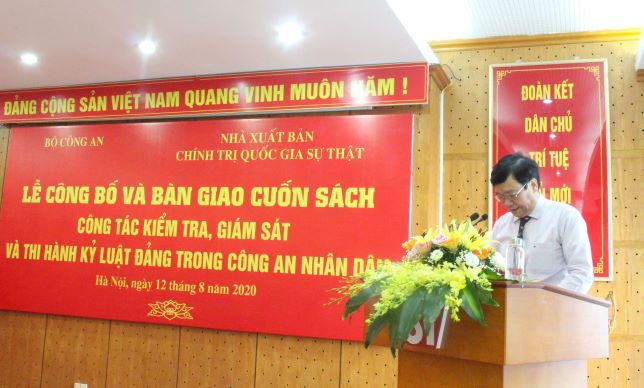 ĐẢNG CỘNG SẢN VIỆT NAM QUANG VINH MUÔN NĂM !
BỘ CÔNG AN
NHÀ XUẤT BẢN
CHÍNH TRỊ QUỐC GIA SỰ THẬT
LỄ CÔNG BỐ VÀ BÀN GIAO CUỐN SÁCH
CÔNG TÁC KIỂM TRA, GIÁM SÁT
VÀ THI HÀNH KỶ LUẬT ĐẢNG TRONG CÔNG AN NHÂN DÂN
Hà Nội, ngày 12 tháng 8 năm 2020
ĐOÀN KẾT
DÂN CHỦ
TRÍ TUỆ
MỚI
ST